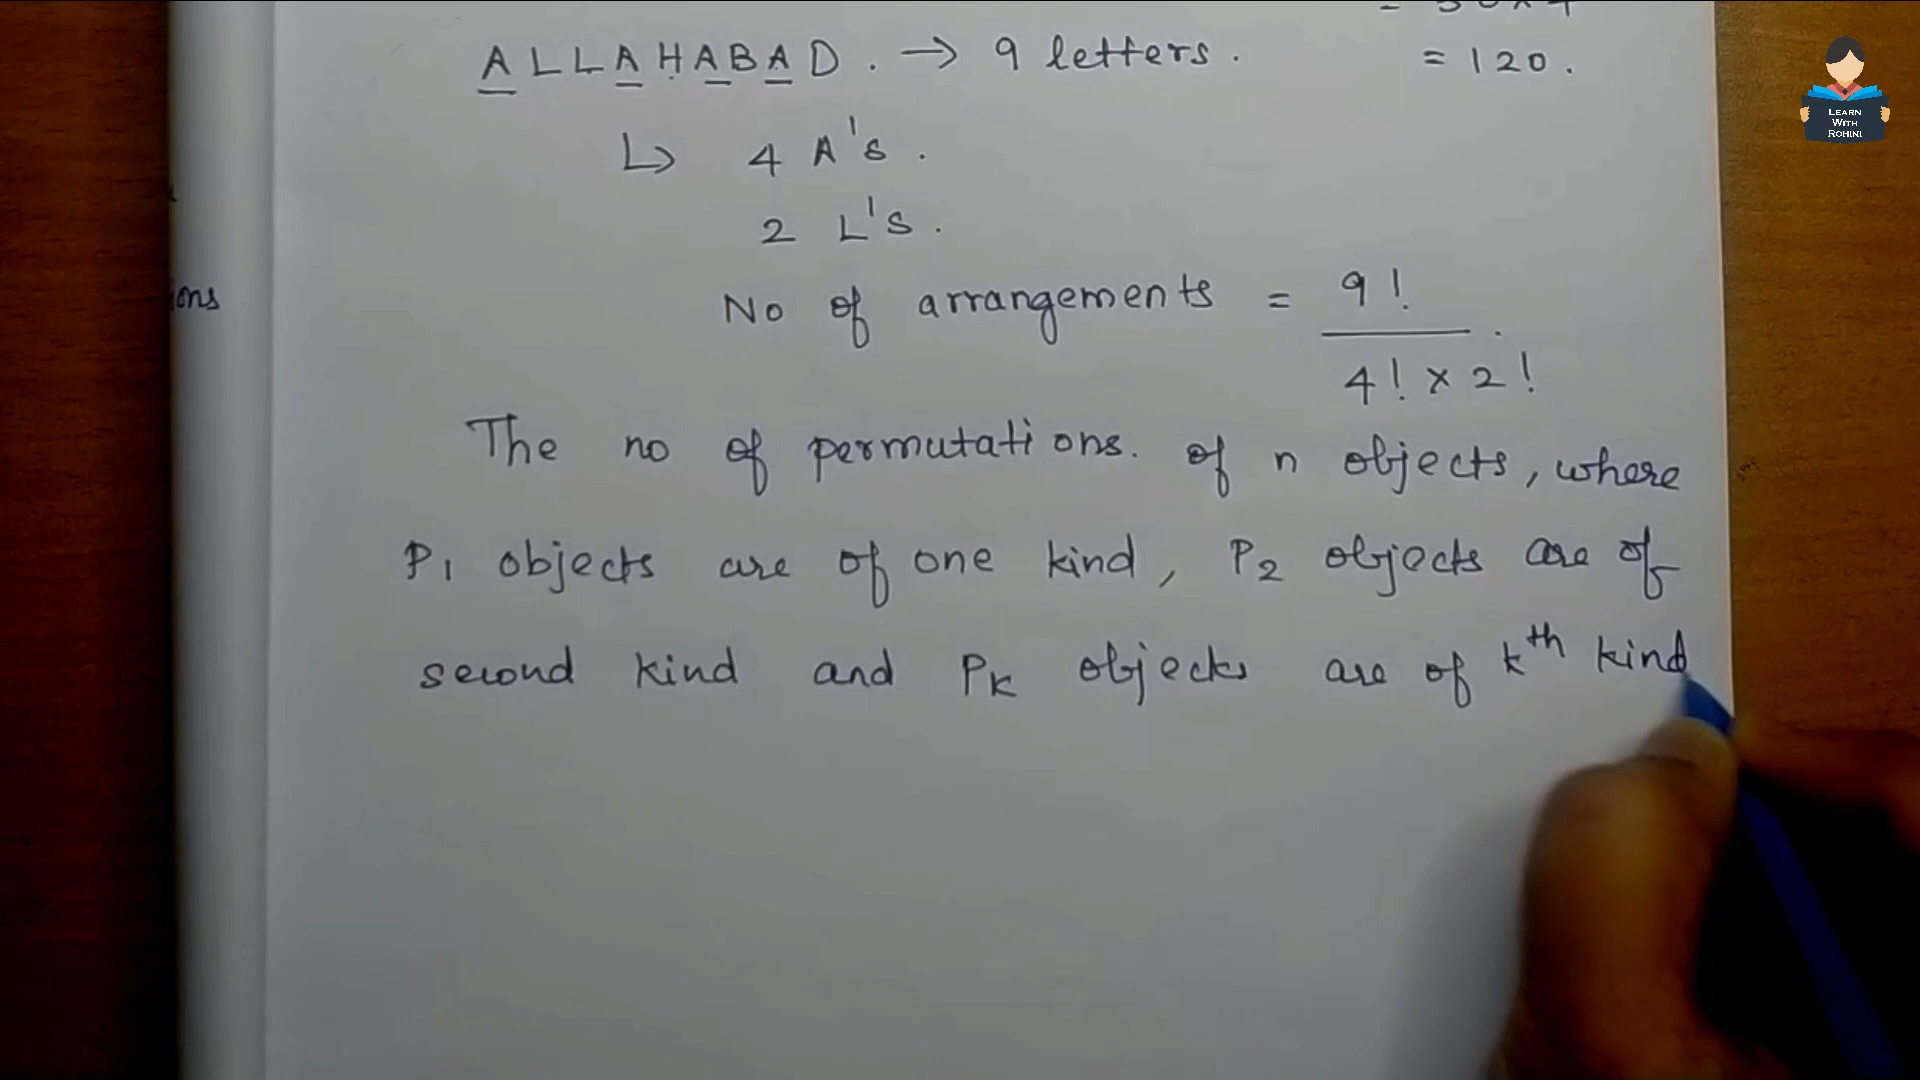 = 120.
ALLAHABAD. → 9 letters.
↳ 4 A's.
2 L's.
No of arrangements = 9! / 4! x 2!.
The no of permutations. of n objects, where
P1 objects are of one kind, P2 objects are of
second kind and PK objects are of kth kind
ons
LEARN
WITH
ROHINI